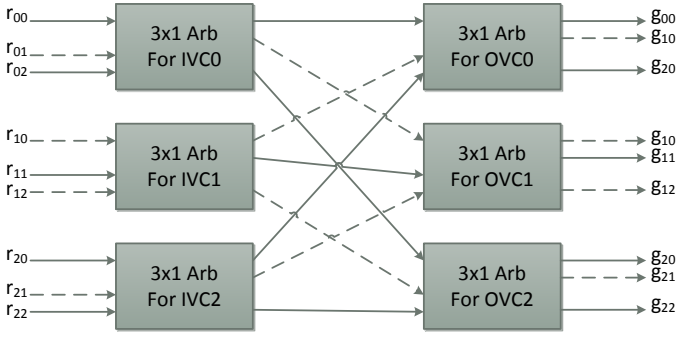 r00 3x1 Arb For IVC0 3x1 Arb For OVC0 g00
r01 g10
r02 g20
r10 3x1 Arb For IVC1 3x1 Arb For OVC1 g10
r11 g11
r12 g12
r20 3x1 Arb For IVC2 3x1 Arb For OVC2 g20
r21 g21
r22 g22